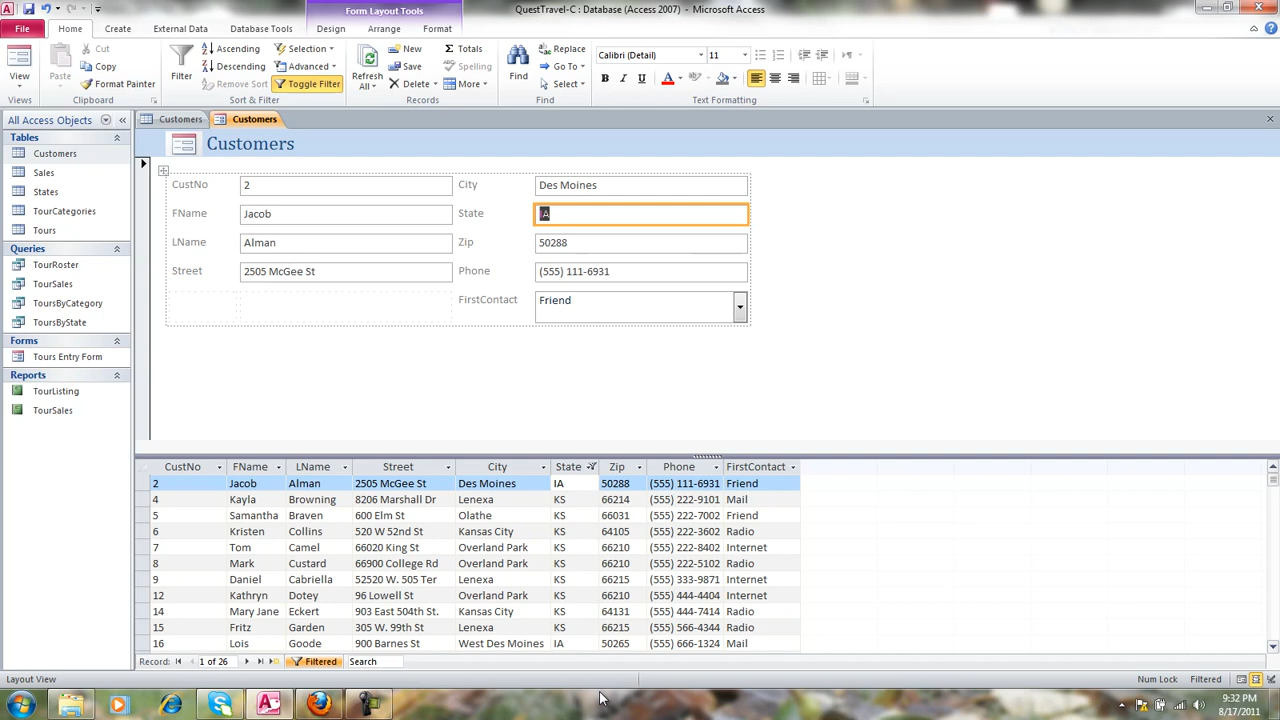 QuestTravel-C : Database (Access 2007) - Microsoft Access
Form Layout Tools
File Home Create External Data Database Tools Design Arrange Format
View
Views
Paste
Cut
Copy
Format Painter
Clipboard
Filter
Ascending
Descending
Remove Sort
Selection
Advanced
Toggle Filter
Sort & Filter
Refresh All
New
Save
Delete
Totals
Spelling
More
Records
Find
Replace
Go To
Select
Find
Calibri (Detail) 11
B I U A
Text Formatting
All Access Objects
Tables
Customers
Sales
States
TourCategories
Tours
Queries
TourRoster
TourSales
ToursByCategory
ToursByState
Forms
Tours Entry Form
Reports
TourListing
TourSales
Customers Customers
Customers
CustNo 2 City Des Moines
FName Jacob State IA
LName Alman Zip 50288
Street 2505 McGee St Phone (555) 111-6931
FirstContact Friend
CustNo FName LName Street City State Zip Phone FirstContact
2 Jacob Alman 2505 McGee St Des Moines IA 50288 (555) 111-6931 Friend
4 Kayla Browning 8206 Marshall Dr Lenexa KS 66214 (555) 222-9101 Mail
5 Samantha Braven 600 Elm St Olathe KS 66031 (555) 222-7002 Friend
6 Kristen Collins 520 W 52nd St Kansas City KS 64105 (555) 222-3602 Radio
7 Tom Camel 66020 King St Overland Park KS 66210 (555) 222-8402 Internet
8 Mark Custard 66900 College Rd Overland Park KS 66210 (555) 222-5102 Radio
9 Daniel Cabriella 52520 W. 505 Ter Lenexa KS 66215 (555) 333-9871 Internet
12 Kathryn Dotey 96 Lowell St Overland Park KS 66210 (555) 444-4404 Internet
14 Mary Jane Eckert 903 East 504th St. Kansas City KS 64131 (555) 444-7414 Radio
15 Fritz Garden 305 W. 99th St Lenexa KS 66215 (555) 566-4344 Radio
16 Lois Goode 900 Barnes St West Des Moines IA 50265 (555) 666-1324 Mail
Record: 1 of 26 Filtered Search
Layout View Num Lock Filtered
9:32 PM
8/17/2011